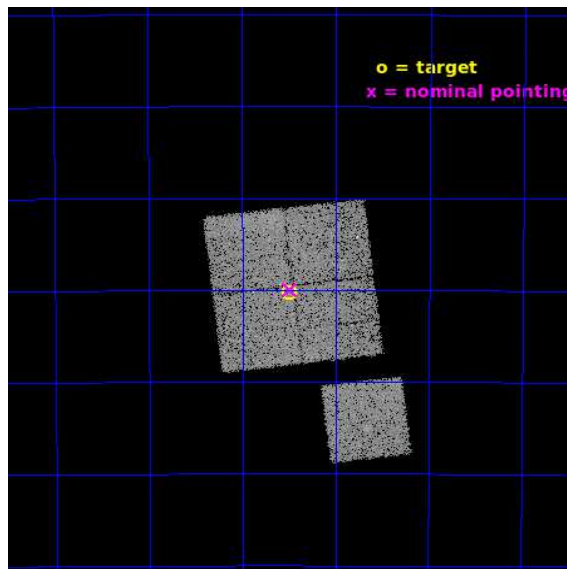 o = target
x = nominal pointing